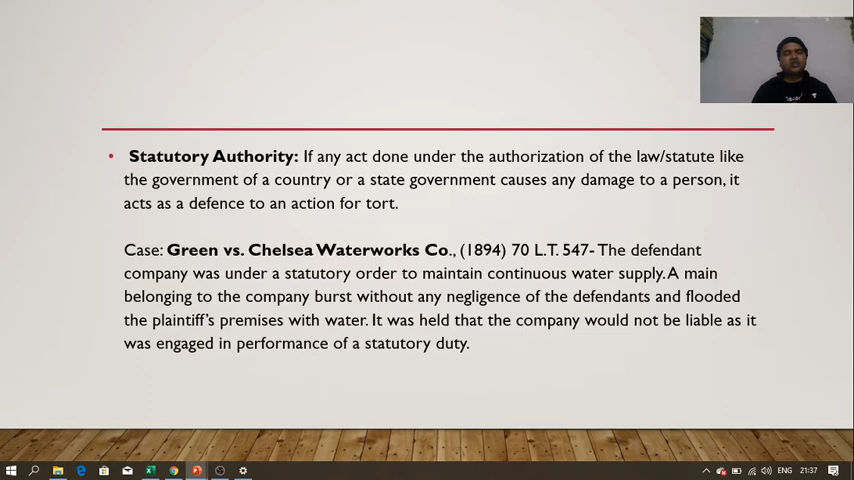 • Statutory Authority: If any act done under the authorization of the law/statute like
the government of a country or a state government causes any damage to a person, it
acts as a defence to an action for tort.
Case: Green vs. Chelsea Waterworks Co., (1894) 70 L.T. 547- The defendant
company was under a statutory order to maintain continuous water supply. A main
belonging to the company burst without any negligence of the defendants and flooded
the plaintiff's premises with water. It was held that the company would not be liable as it
was engaged in performance of a statutory duty.
ENG 21:37